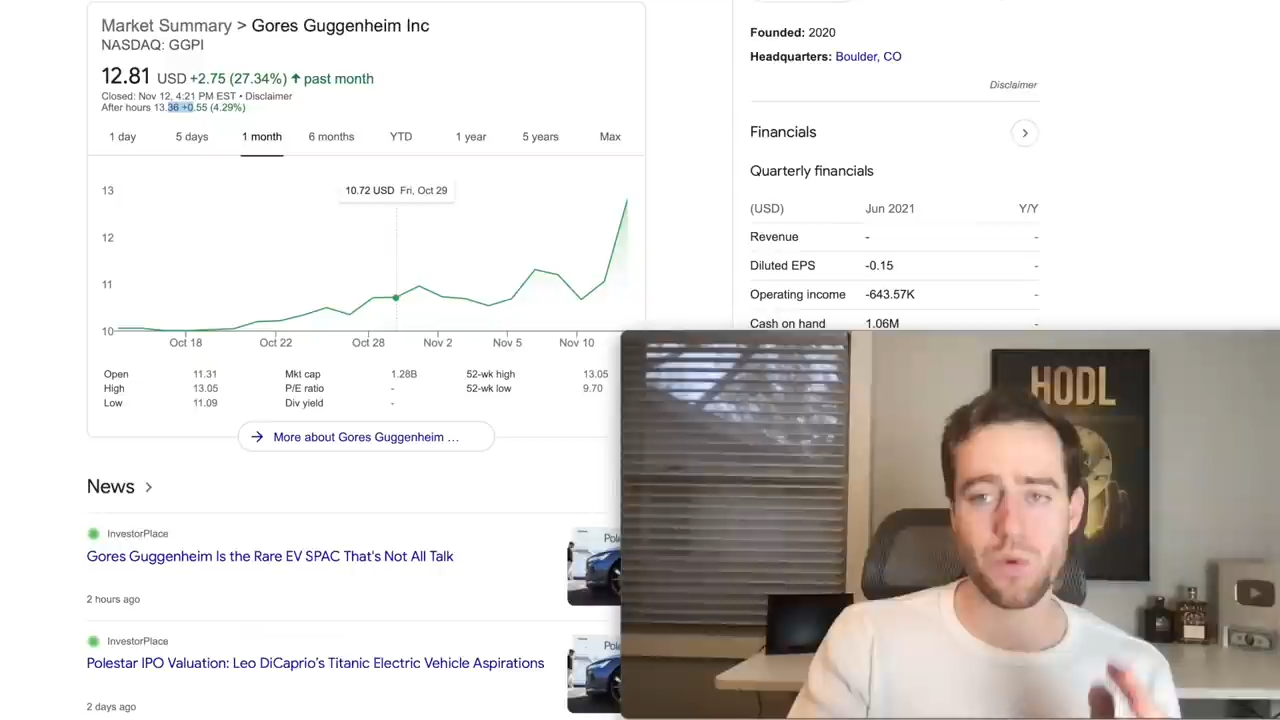 Market Summary > Gores Guggenheim Inc
NASDAQ: GGPI
12.81 USD +2.75 (27.34%) ↑ past month
Closed: Nov 12, 4:21 PM EST • Disclaimer
After hours 13.36 +0.55 (4.29%)
1 day 5 days 1 month 6 months YTD 1 year 5 years Max
10.72 USD Fri, Oct 29
13
12
11
10
Oct 18 Oct 22 Oct 28 Nov 2 Nov 5 Nov 10
Open 11.31 Mkt cap 1.28B 52-wk high 13.05
High 13.05 P/E ratio - 52-wk low 9.70
Low 11.09 Div yield -
More about Gores Guggenheim …
News
InvestorPlace
Gores Guggenheim Is the Rare EV SPAC That's Not All Talk
2 hours ago
InvestorPlace
Polestar IPO Valuation: Leo DiCaprio's Titanic Electric Vehicle Aspirations
2 days ago
Founded: 2020
Headquarters: Boulder, CO
Disclaimer
Financials
Quarterly financials
(USD) Jun 2021 Y/Y
Revenue - -
Diluted EPS -0.15 -
Operating income -643.57K -
Cash on hand 1.06M -
HODL